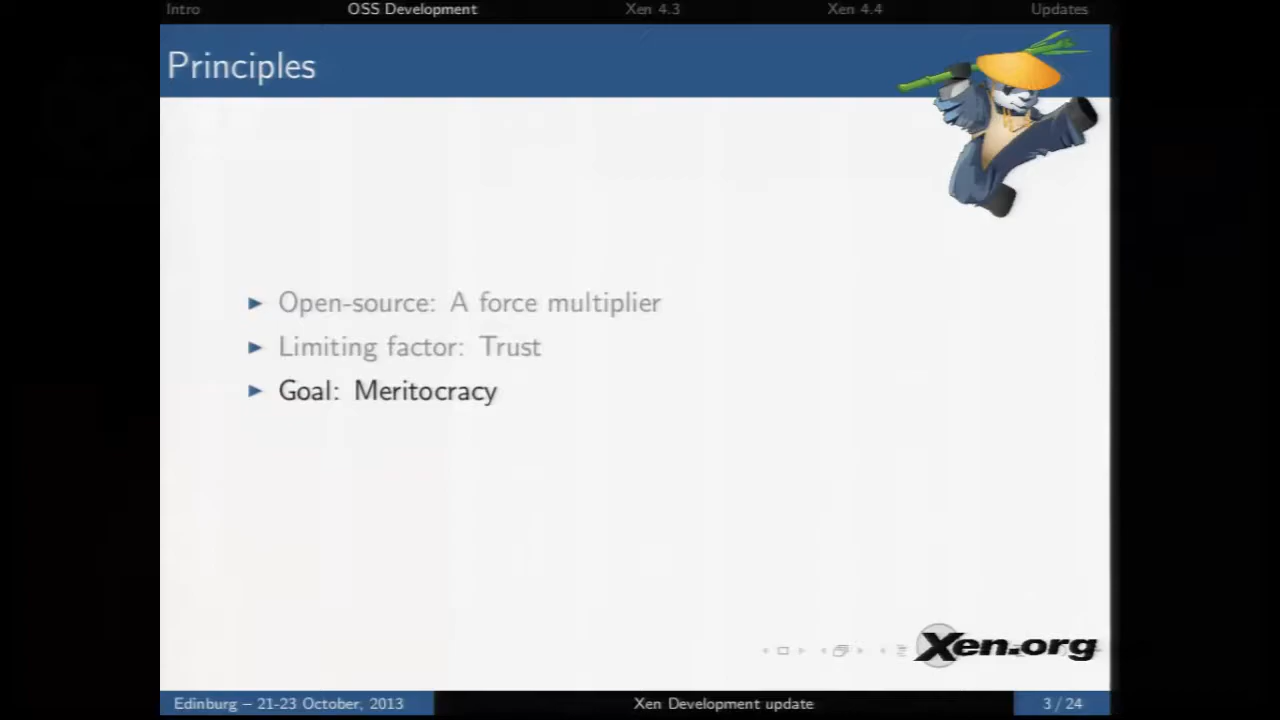 Intro OSS Development Xen 4.3 Xen 4.4 Updates
Principles
Open-source: A force multiplier
Limiting factor: Trust
Goal: Meritocracy
Xen.org
Edinburg – 21-23 October, 2013 Xen Development update 3 / 24